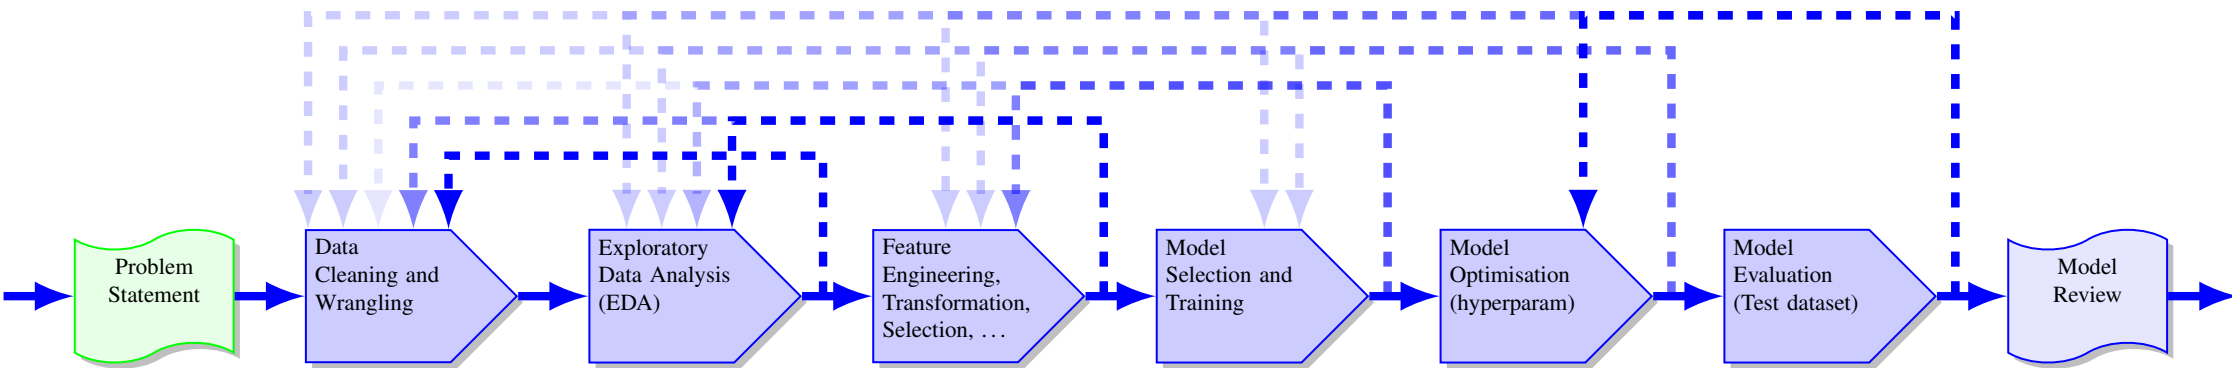 Problem
Statement
Data
Cleaning and
Wrangling
Exploratory
Data Analysis
(EDA)
Feature
Engineering,
Transformation,
Selection, ...
Model
Selection and
Training
Model
Optimisation
(hyperparam)
Model
Evaluation
(Test dataset)
Model
Review